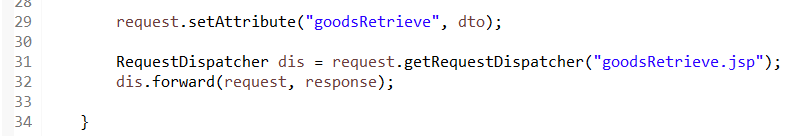 28
29 request.setAttribute("goodsRetrieve", dto);
30
31 RequestDispatcher dis = request.getRequestDispatcher("goodsRetrieve.jsp");
32 dis.forward(request, response);
33
34 }